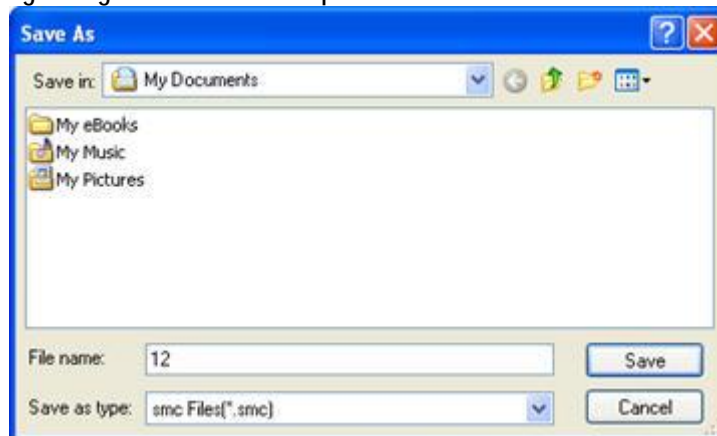 Save As
Save in: My Documents
My eBooks
My Music
My Pictures
File name: 12 Save
Save as type: smc Files(*.smc) Cancel